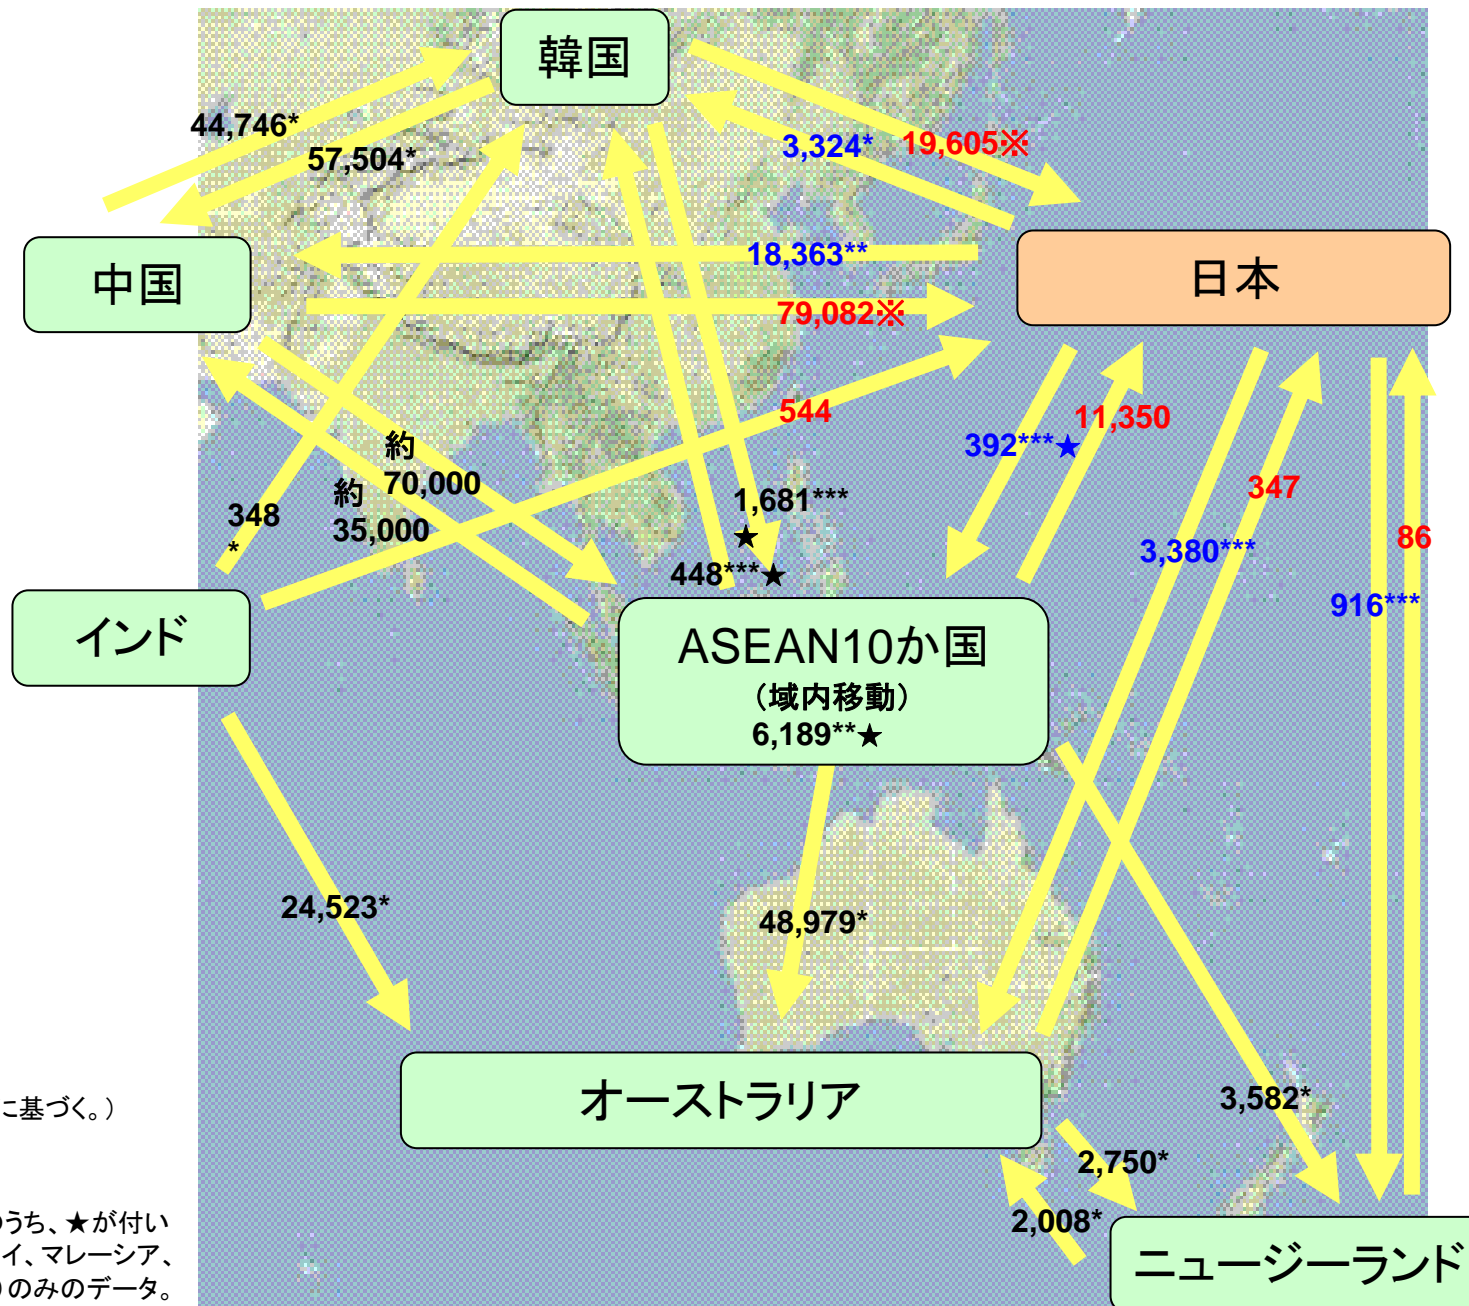 韓国
44,746*
57,504*
3,324*
19,605※
中国
18,363**
日本
79,082※
544
11,350
392***★
約
70,000
約
35,000
348
*
1,681***
★
448***★
347
3,380***
86
916***
インド
ASEAN10か国
（域内移動）
6,189**★
24,523*
48,979*
オーストラリア
3,582*
に基づく。）
2,750*
2,008*
うち、★が付い
イ、マレーシア、
のみのデータ。
ニュージーランド